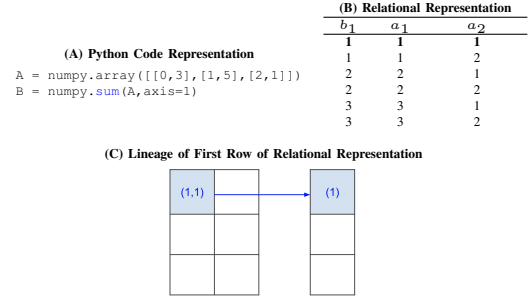 (A) Python Code Representation
A = numpy.array([[0,3],[1,5],[2,1]])
B = numpy.sum(A,axis=1)
(B) Relational Representation
b1 a1 a2
1 1 1
1 1 2
2 2 1
2 2 2
3 3 1
3 3 2
(C) Lineage of First Row of Relational Representation
(1,1) (1)